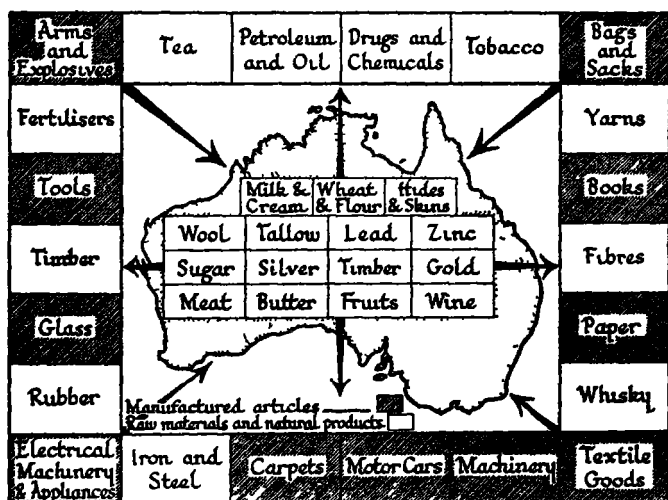 Arms
and
Explosives
Tea
Petroleum
and Oil
Drugs and
Chemicals
Tobacco
Bags
and
Sacks
Fertilisers
Yarns
Tools
Books
Timber
Fibres
Glass
Paper
Rubber
Whisky
Milk &
Cream
Wheat
& Flour
Hides
& Skins
Wool Tallow Lead Zinc
Sugar Silver Timber Gold
Meat Butter Fruits Wine
Manufactured articles
Raw materials and natural products
Electrical
Machinery
& Appliances
Iron and
Steel
Carpets
Motor Cars
Machinery
Textile
Goods